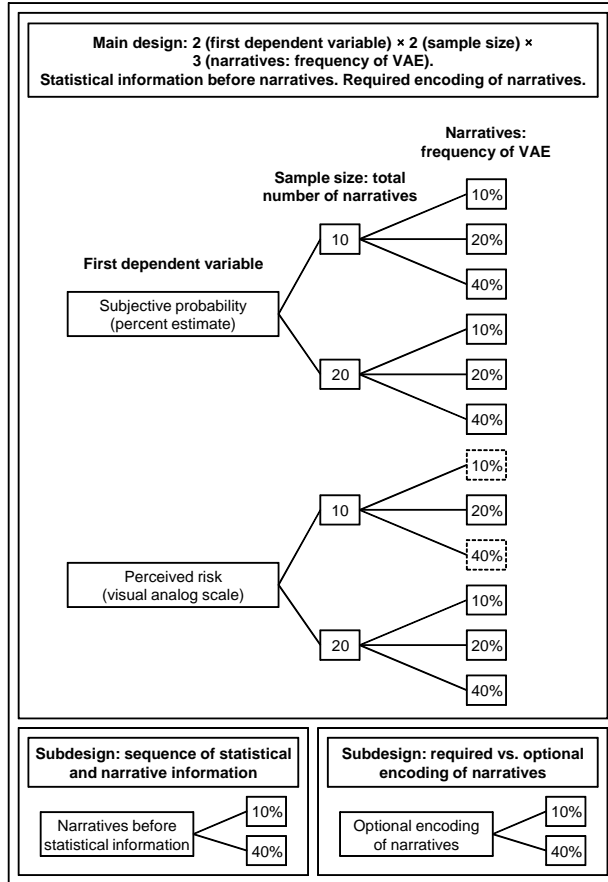 Main design: 2 (first dependent variable) × 2 (sample size) ×
3 (narratives: frequency of VAE).
Statistical information before narratives. Required encoding of narratives.
Narratives:
frequency of VAE
Sample size: total
number of narratives
First dependent variable
Subjective probability
(percent estimate)
10
10%
20%
40%
20
10%
20%
40%
Perceived risk
(visual analog scale)
10
10%
20%
40%
20
10%
20%
40%
Subdesign: sequence of statistical
and narrative information
Narratives before
statistical information
10%
40%
Subdesign: required vs. optional
encoding of narratives
Optional encoding
of narratives
10%
40%